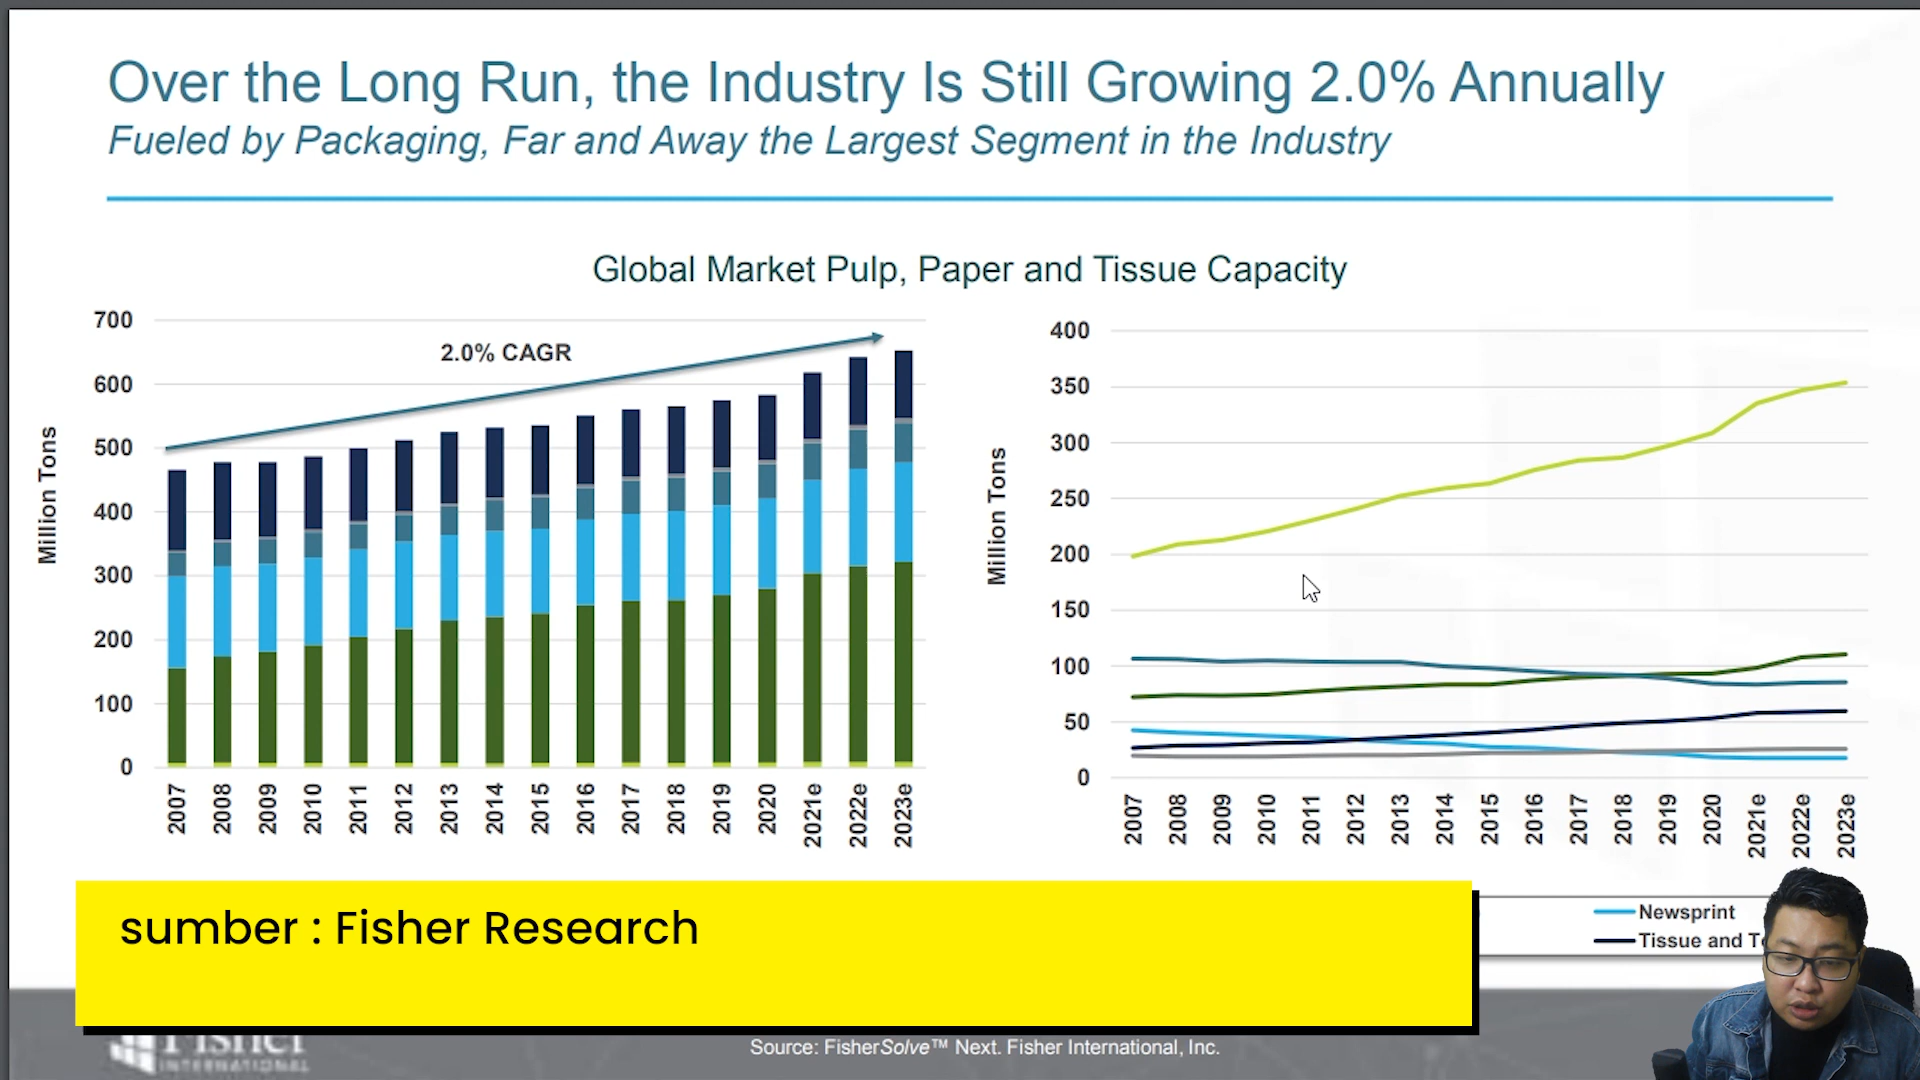 Over the Long Run, the Industry Is Still Growing 2.0% Annually
Fueled by Packaging, Far and Away the Largest Segment in the Industry
Global Market Pulp, Paper and Tissue Capacity
Million Tons
700
600
500
400
300
200
100
0
2.0% CAGR
2007
2008
2009
2010
2011
2012
2013
2014
2015
2016
2017
2018
2019
2020
2021e
2022e
2023e
Million Tons
400
350
300
250
200
150
100
50
0
2007
2008
2009
2010
2011
2012
2013
2014
2015
2016
2017
2018
2019
2020
2021e
2022e
2023e
Newsprint
Tissue and
sumber : Fisher Research
Fisher
INTERNATIONAL
Source: FisherSolve™ Next. Fisher International, Inc.